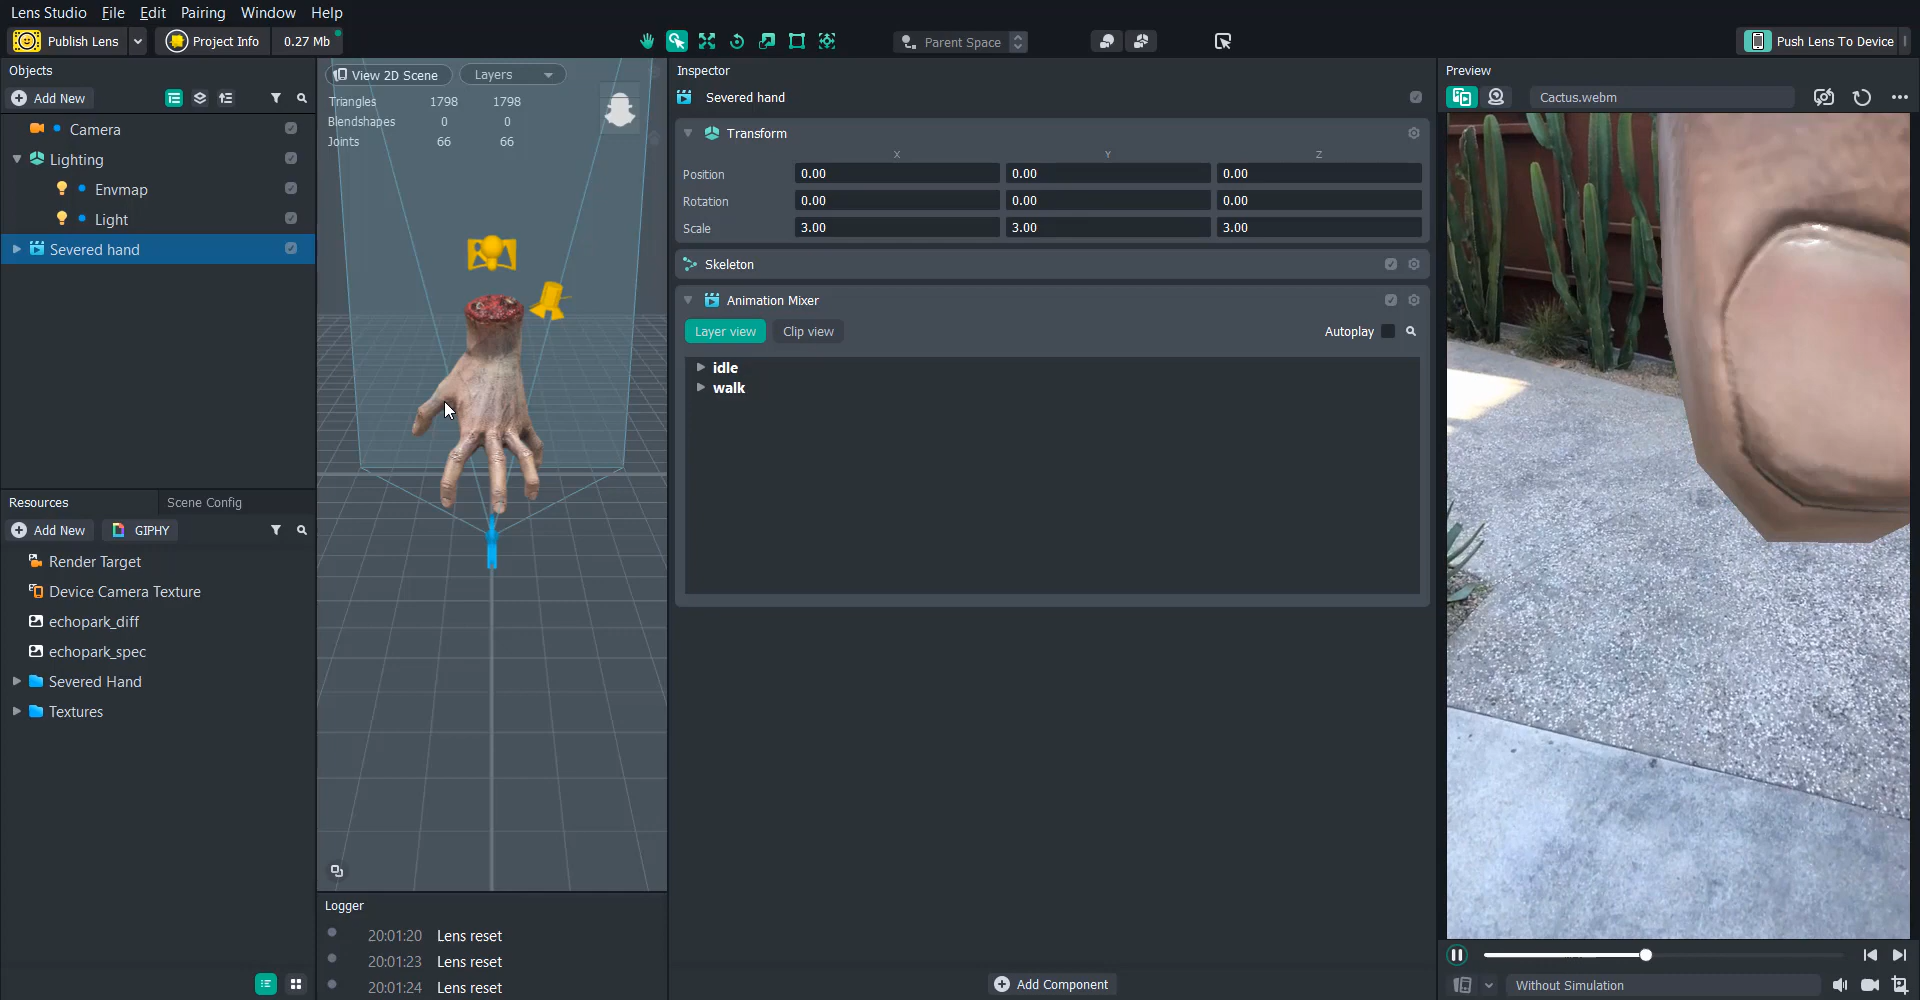 Lens Studio File Edit Pairing Window Help
Publish Lens Project Info 0.27 Mb Parent Space Push Lens To Device
Objects
Add New
Camera
Lighting
Envmap
Light
Severed hand
Resources Scene Config
Add New GIPHY
Render Target
Device Camera Texture
echopark_diff
echopark_spec
Severed Hand
Textures
View 2D Scene Layers
Triangles 1798 1798
Blendshapes 0 0
Joints 66 66
Logger
20:01:20 Lens reset
20:01:23 Lens reset
20:01:24 Lens reset
Inspector
Severed hand
Transform
X Y Z
Position 0.00 0.00 0.00
Rotation 0.00 0.00 0.00
Scale 3.00 3.00 3.00
Skeleton
Animation Mixer
Layer view Clip view Autoplay
idle
walk
Add Component
Preview
Cactus.webm
Without Simulation